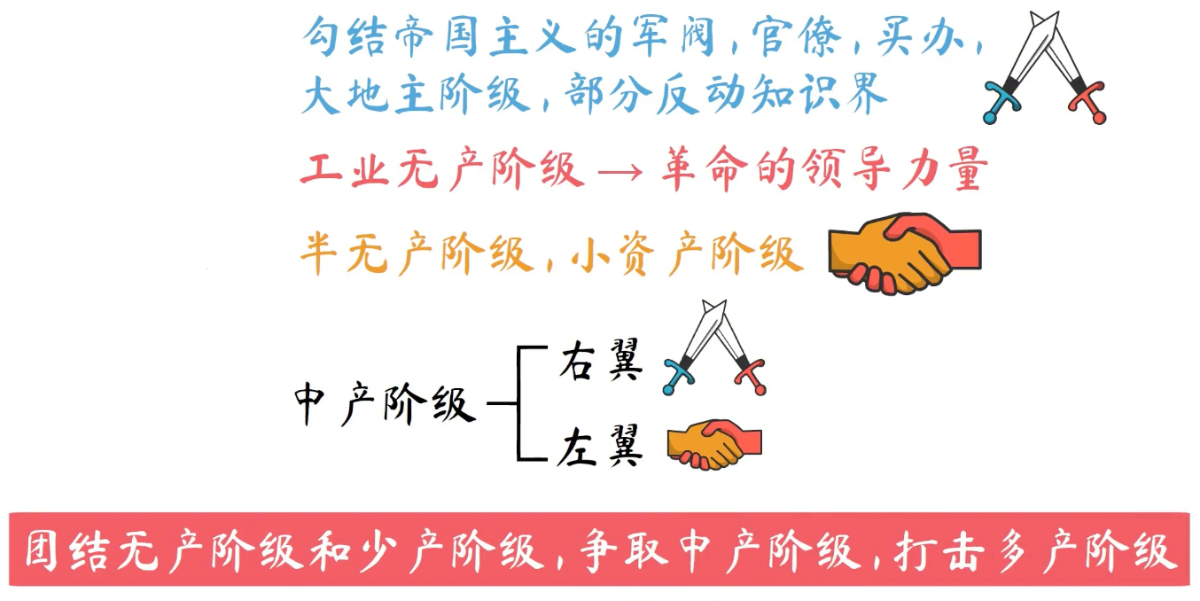 勾结帝国主义的军阀,官僚,买办,
大地主阶级,部分反动知识界
工业无产阶级→革命的领导力量
半无产阶级,小资产阶级
右翼
中产阶级
左翼
团结无产阶级和少产阶级,争取中产阶级,打击多产阶级